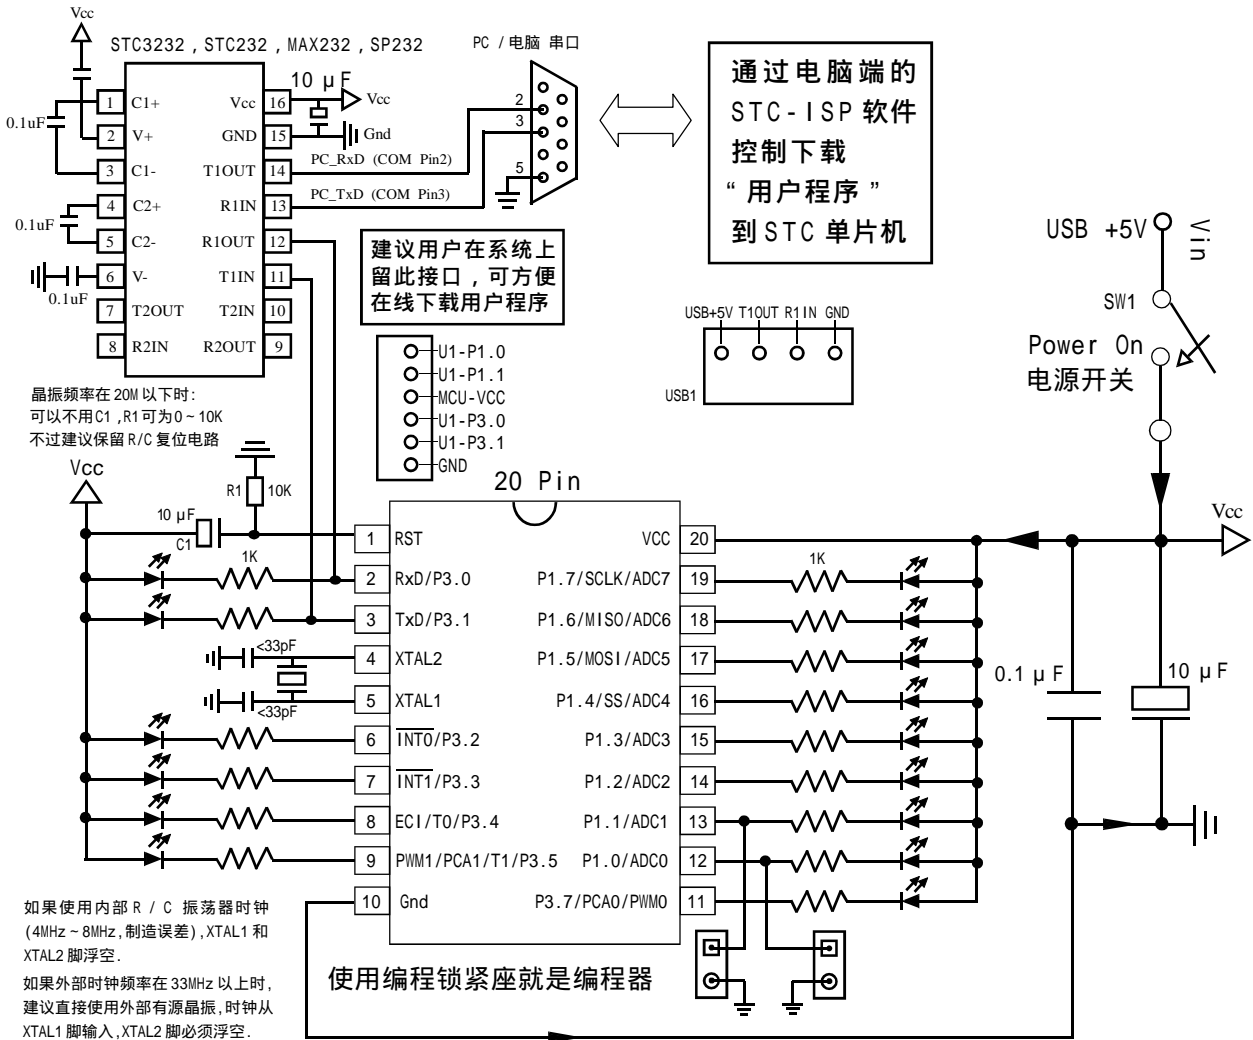 Vcc
STC3232 , STC232 , MAX232 , SP232
PC / 电脑 串口
10 μF
1 C1+
Vcc 16
Vcc
0.1uF
2 V+
GND 15
Gnd
3 C1-
T1OUT 14
PC_RxD (COM Pin2)
4 C2+
R1IN 13
PC_TxD (COM Pin3)
0.1uF
5 C2-
R1OUT 12
6 V-
T1IN 11
0.1uF
7 T2OUT
T2IN 10
8 R2IN
R2OUT 9
2
3
5
通过电脑端的
STC-ISP 软件
控制下载
“用户程序”
到 STC 单片机
建议用户在系统上
留此接口，可方便
在线下载用户程序
USB +5V
Vin
SW1
Power On
电源开关
USB+5V T1OUT R1IN GND
USB1
U1-P1.0
U1-P1.1
MCU-VCC
U1-P3.0
U1-P3.1
GND
晶振频率在 20M 以下时:
可以不用C1 ,R1可为0~10K
不过建议保留 R/C 复位电路
Vcc
R1
10K
10 μF
C1
1K
20 Pin
1 RST
VCC 20
Vcc
2 RxD/P3.0
P1.7/SCLK/ADC7 19
1K
3 TxD/P3.1
P1.6/MISO/ADC6 18
<33pF
4 XTAL2
P1.5/MOSI/ADC5 17
<33pF
5 XTAL1
P1.4/SS/ADC4 16
6 INT0/P3.2
P1.3/ADC3 15
7 INT1/P3.3
P1.2/ADC2 14
8 ECI/T0/P3.4
P1.1/ADC1 13
9 PWM1/PCA1/T1/P3.5
P1.0/ADC0 12
10 Gnd
P3.7/PCA0/PWM0 11
0.1 μF
10 μF
如果使用内部 R / C 振荡器时钟
(4MHz~8MHz,制造误差),XTAL1 和
XTAL2 脚浮空.
如果外部时钟频率在 33MHz 以上时,
建议直接使用外部有源晶振,时钟从
XTAL1 脚输入,XTAL2 脚必须浮空.
使用编程锁紧座就是编程器